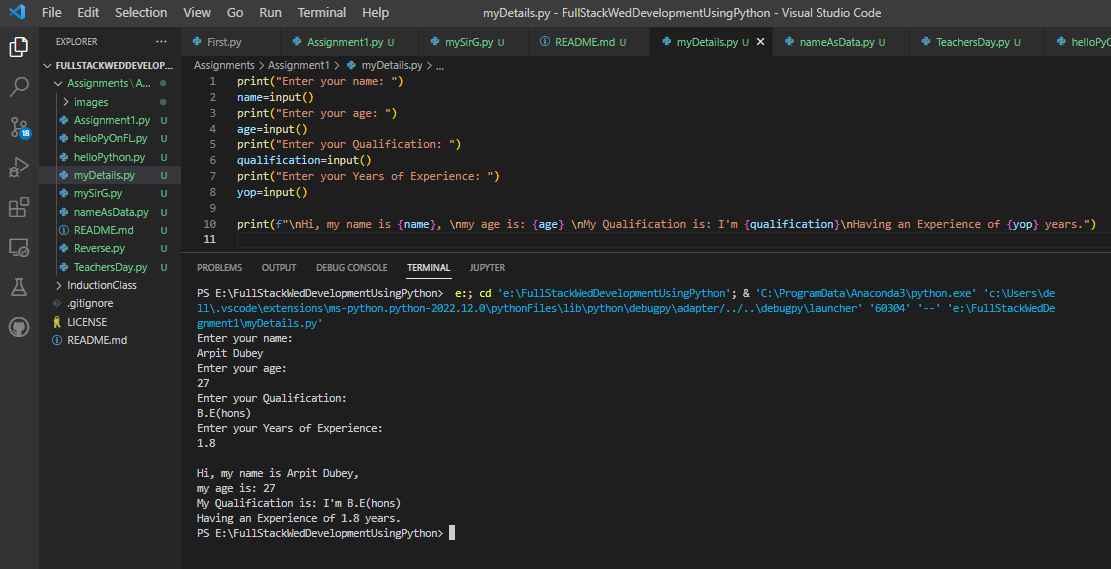 File Edit Selection View Go Run Terminal Help myDetails.py - FullStackWedDevelopmentUsingPython - Visual Studio Code
EXPLORER ···
FULLSTACKWEDDEVELOP...
Assignments \ A...
images
Assignment1.py U
helloPyOnFL.py U
helloPython.py U
myDetails.py U
mySirG.py U
nameAsData.py U
README.md U
Reverse.py U
TeachersDay.py U
InductionClass
.gitignore
LICENSE
README.md
18
First.py Assignment1.py U mySirG.py U README.md U myDetails.py U nameAsData.py U TeachersDay.py U helloPyO
Assignments > Assignment1 > myDetails.py > ...
1 print("Enter your name: ")
2 name=input()
3 print("Enter your age: ")
4 age=input()
5 print("Enter your Qualification: ")
6 qualification=input()
7 print("Enter your Years of Experience: ")
8 yop=input()
9
10 print(f"\nHi, my name is {name}, \nmy age is: {age} \nMy Qualification is: I'm {qualification}\nHaving an Experience of {yop} years.")
11
PROBLEMS OUTPUT DEBUG CONSOLE TERMINAL JUPYTER
PS E:\FullStackWedDevelopmentUsingPython> e:; cd 'e:\FullStackWedDevelopmentUsingPython'; & 'C:\ProgramData\Anaconda3\python.exe' 'c:\Users\de
ll\.vscode\extensions\ms-python.python-2022.12.0\pythonFiles\lib\python\debugpy\adapter/../..\debugpy\launcher' '60304' '--' 'e:\FullStackWedDe
gnment1\myDetails.py'
Enter your name:
Arpit Dubey
Enter your age:
27
Enter your Qualification:
B.E(hons)
Enter your Years of Experience:
1.8
Hi, my name is Arpit Dubey,
my age is: 27
My Qualification is: I'm B.E(hons)
Having an Experience of 1.8 years.
PS E:\FullStackWedDevelopmentUsingPython>